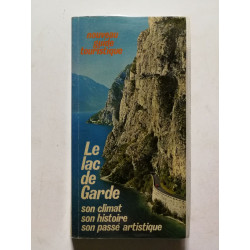 Le
lac
de
Garde
son climat
son histoire
son passé artistique